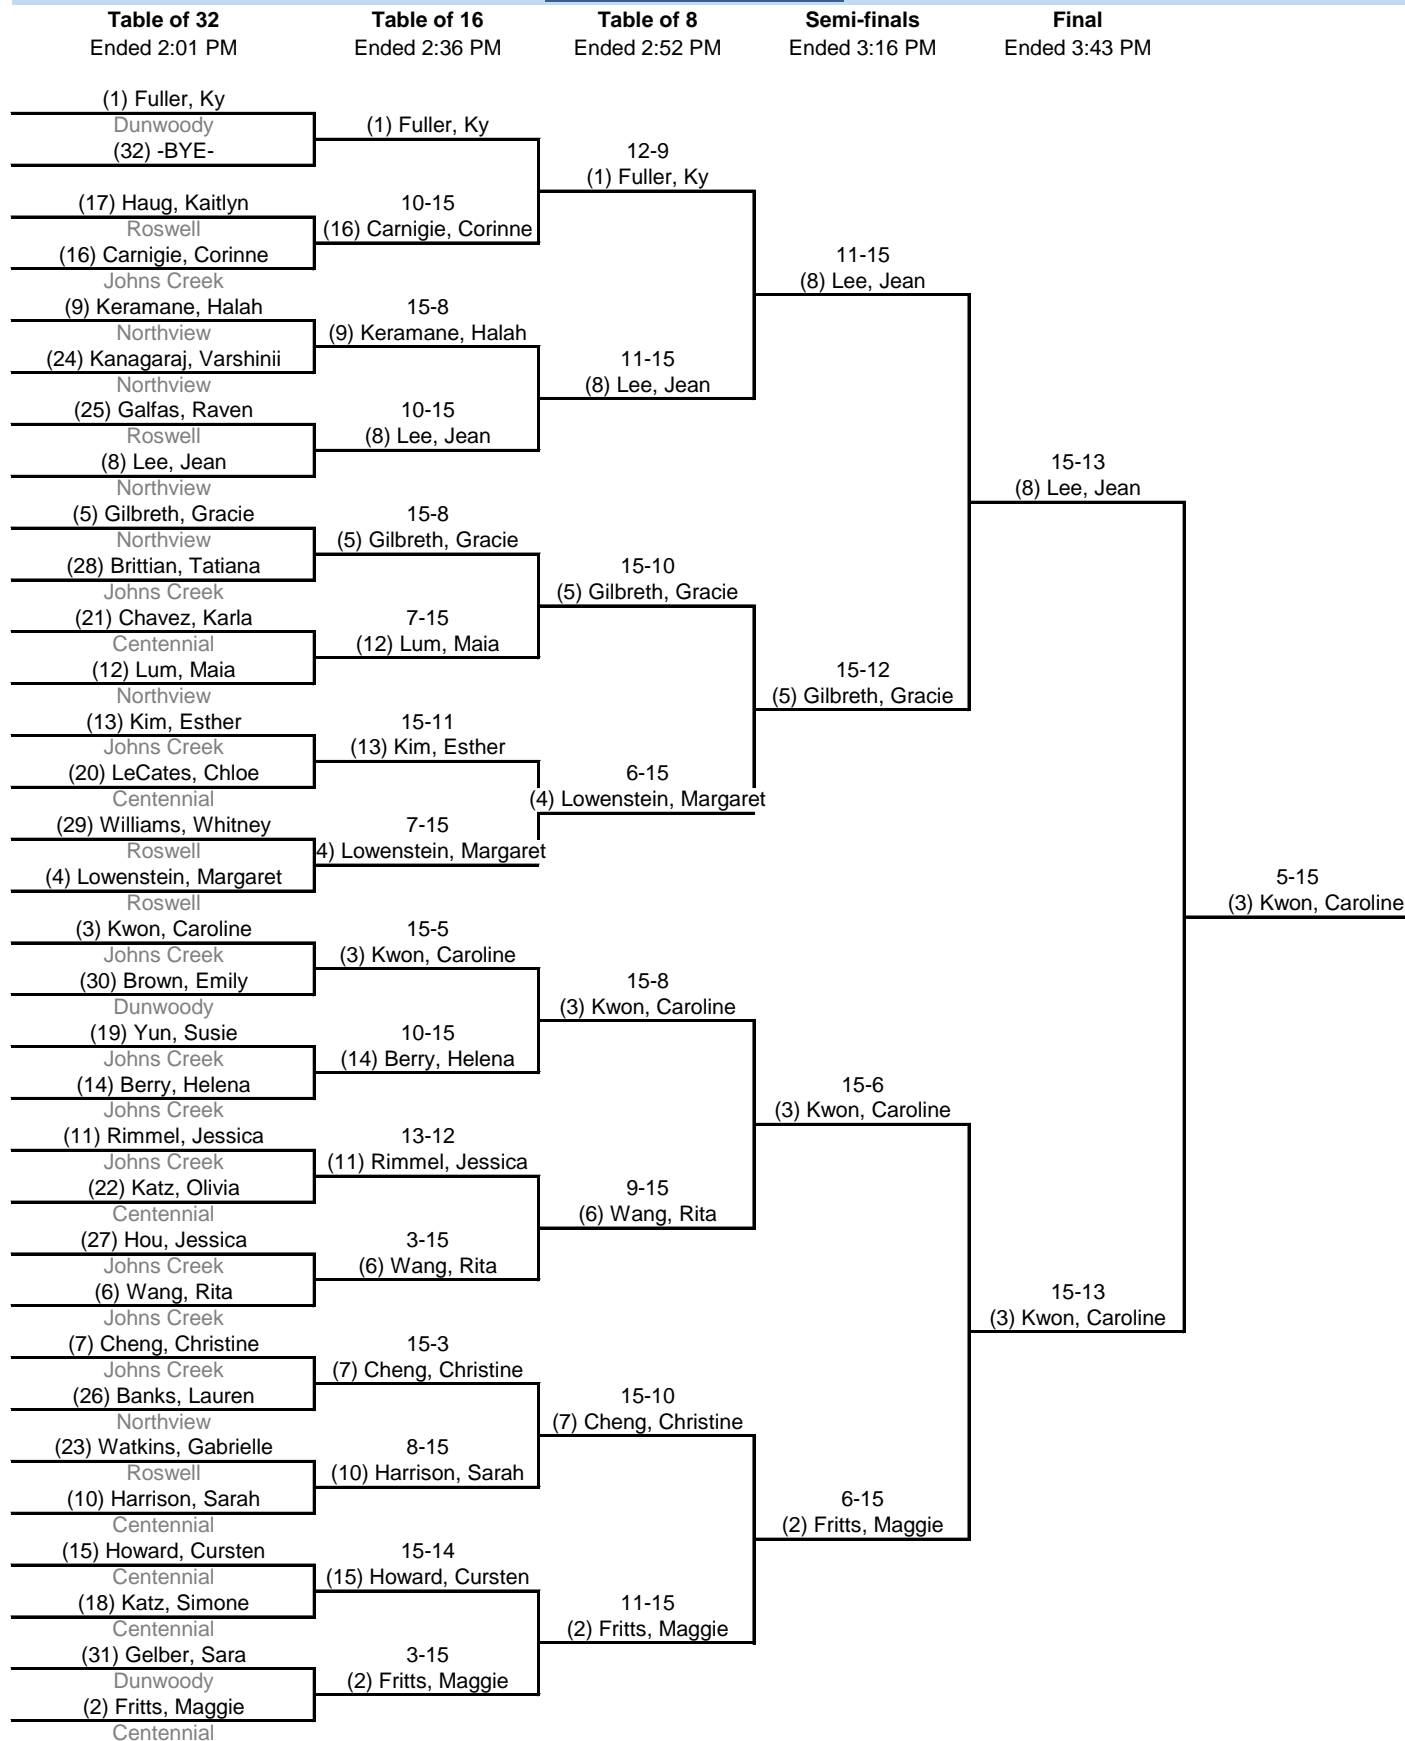 Table of 32
Ended 2:01 PM
Table of 16
Ended 2:36 PM
Table of 8
Ended 2:52 PM
Semi-finals
Ended 3:16 PM
Final
Ended 3:43 PM
(1) Fuller, Ky
Dunwoody
(32) -BYE-
(17) Haug, Kaitlyn
Roswell
(16) Carnigie, Corinne
Johns Creek
(9) Keramane, Halah
Northview
(24) Kanagaraj, Varshinii
Northview
(25) Galfas, Raven
Roswell
(8) Lee, Jean
Northview
(5) Gilbreth, Gracie
Northview
(28) Brittian, Tatiana
Johns Creek
(21) Chavez, Karla
Centennial
(12) Lum, Maia
Northview
(13) Kim, Esther
Johns Creek
(20) LeCates, Chloe
Centennial
(29) Williams, Whitney
Roswell
(4) Lowenstein, Margaret
Roswell
(3) Kwon, Caroline
Johns Creek
(30) Brown, Emily
Dunwoody
(19) Yun, Susie
Johns Creek
(14) Berry, Helena
Johns Creek
(11) Rimmel, Jessica
Johns Creek
(22) Katz, Olivia
Centennial
(27) Hou, Jessica
Johns Creek
(6) Wang, Rita
Johns Creek
(7) Cheng, Christine
Johns Creek
(26) Banks, Lauren
Northview
(23) Watkins, Gabrielle
Roswell
(10) Harrison, Sarah
Centennial
(15) Howard, Cursten
Centennial
(18) Katz, Simone
Centennial
(31) Gelber, Sara
Dunwoody
(2) Fritts, Maggie
Centennial
(1) Fuller, Ky
10-15
(16) Carnigie, Corinne
15-8
(9) Keramane, Halah
10-15
(8) Lee, Jean
15-8
(5) Gilbreth, Gracie
7-15
(12) Lum, Maia
15-11
(13) Kim, Esther
7-15
4) Lowenstein, Margaret
15-5
(3) Kwon, Caroline
10-15
(14) Berry, Helena
13-12
(11) Rimmel, Jessica
3-15
(6) Wang, Rita
15-3
(7) Cheng, Christine
8-15
(10) Harrison, Sarah
15-14
(15) Howard, Cursten
3-15
(2) Fritts, Maggie
12-9
(1) Fuller, Ky
11-15
(8) Lee, Jean
15-10
(5) Gilbreth, Gracie
6-15
(4) Lowenstein, Margaret
15-8
(3) Kwon, Caroline
9-15
(6) Wang, Rita
15-10
(7) Cheng, Christine
11-15
(2) Fritts, Maggie
11-15
(8) Lee, Jean
15-12
(5) Gilbreth, Gracie
15-6
(3) Kwon, Caroline
6-15
(2) Fritts, Maggie
15-13
(8) Lee, Jean
15-13
(3) Kwon, Caroline
5-15
(3) Kwon, Caroline